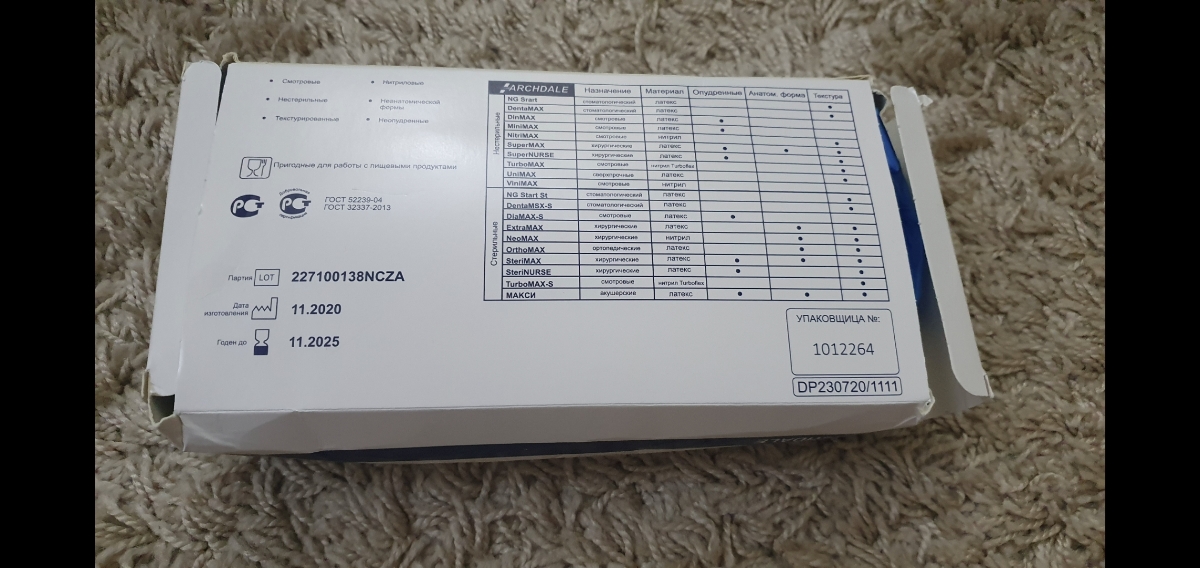 Смотровые
Нитриловые
Нестерильные
Неанатомической
формы
Текстурированные
Неопудренные
Пригодные для работы с пищевыми продуктами
Добровольная
сертификация
ГОСТ 52239-04
ГОСТ 32337-2013
Партия LOT 227100138NCZA
Дата
изготовления 11.2020
Годен до 11.2025
ARCHDALE Назначение Материал Опудренные Анатом. форма Текстура
Нестерильные
NG Srart стоматологический латекс
DentaMAX стоматологический латекс
DinMAX смотровые латекс
MiniMAX смотровые латекс
NitriMAX смотровые нитрил
SuperMAX хирургические латекс
SuperNURSE хирургические латекс
TurboMAX смотровые нитрил Turboflex
UniMAX сверхпрочные латекс
ViniMAX смотровые нитрил
Стерильные
NG Start St стоматологический латекс
DentaMSX-S стоматологический латекс
DiaMAX-S смотровые латекс
ExtraMAX хирургические латекс
NeoMAX хирургические нитрил
OrthoMAX ортопедические латекс
SteriMAX хирургические латекс
SteriNURSE хирургические латекс
TurboMAX-S смотровые нитрил Turboflex
МАКСИ акушерские латекс
УПАКОВЩИЦА №:
1012264
DP230720/1111